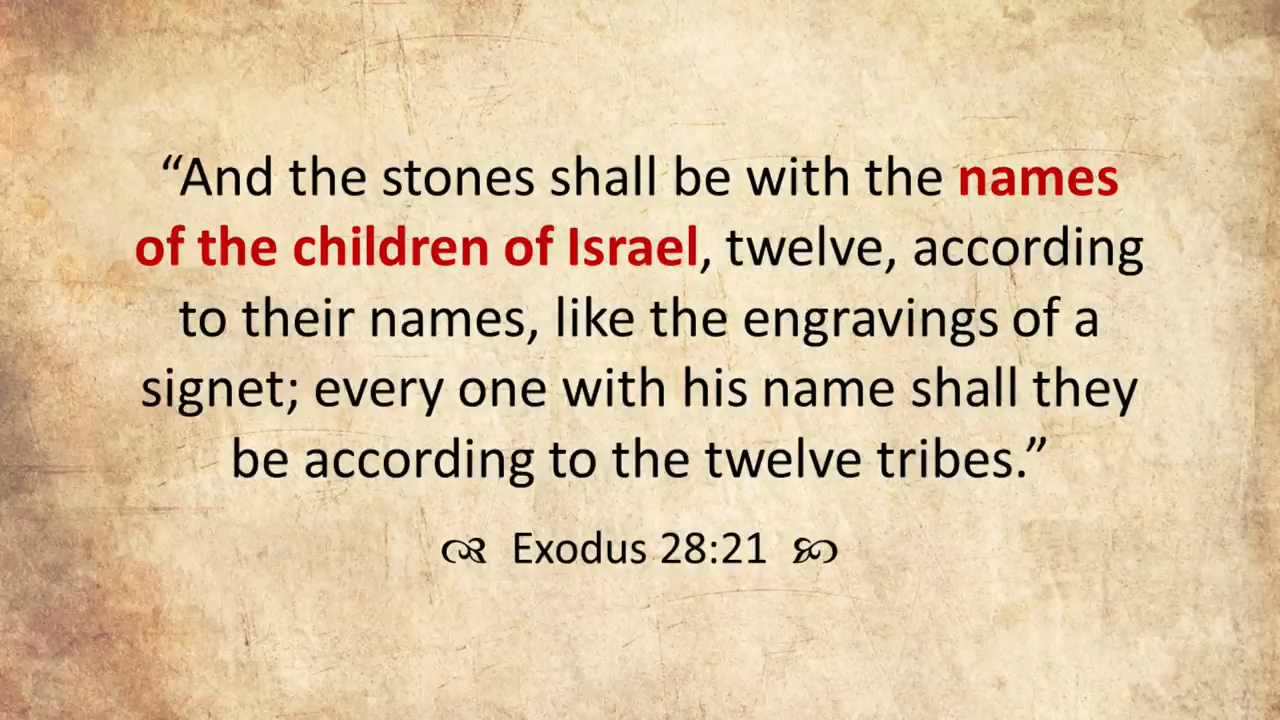 “And the stones shall be with the names
of the children of Israel, twelve, according
to their names, like the engravings of a
signet; every one with his name shall they
be according to the twelve tribes.”
Exodus 28:21